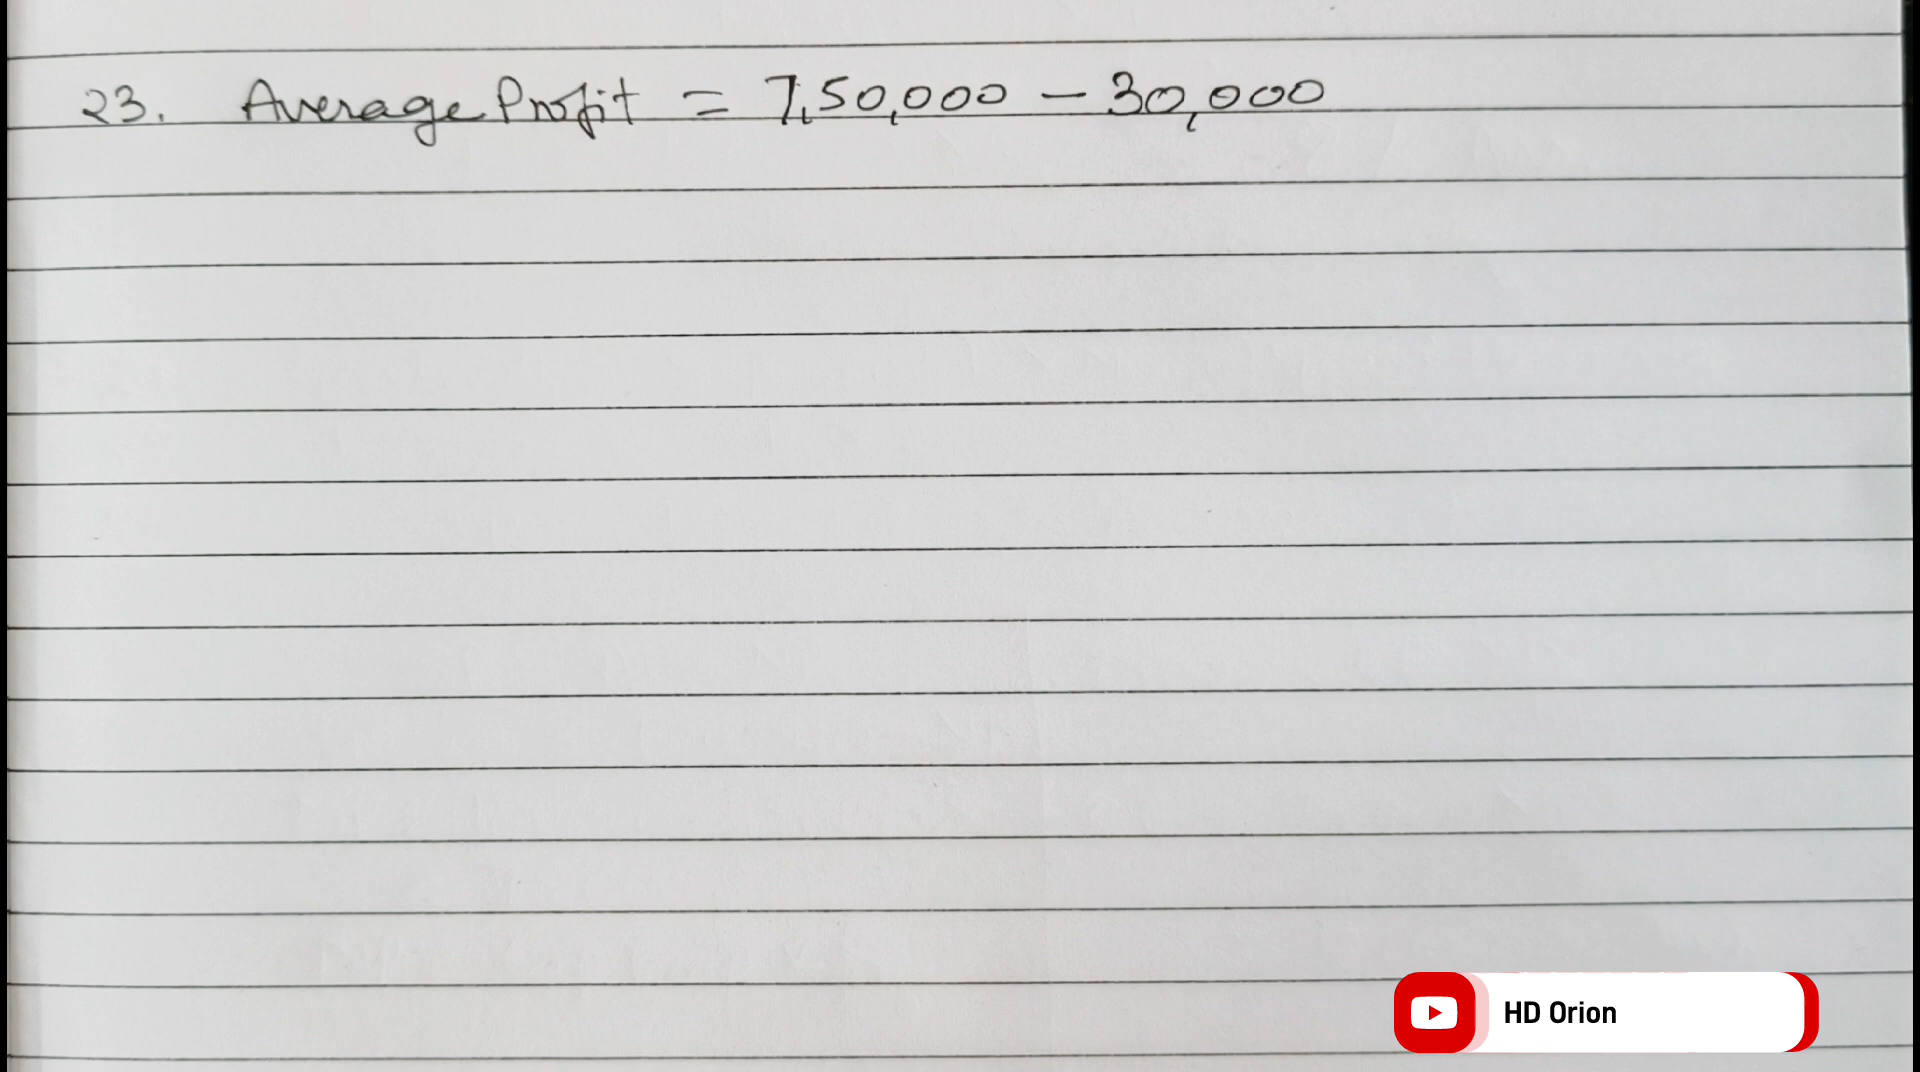 23. Average Profit = 7,50,000 - 30,000
HD Orion